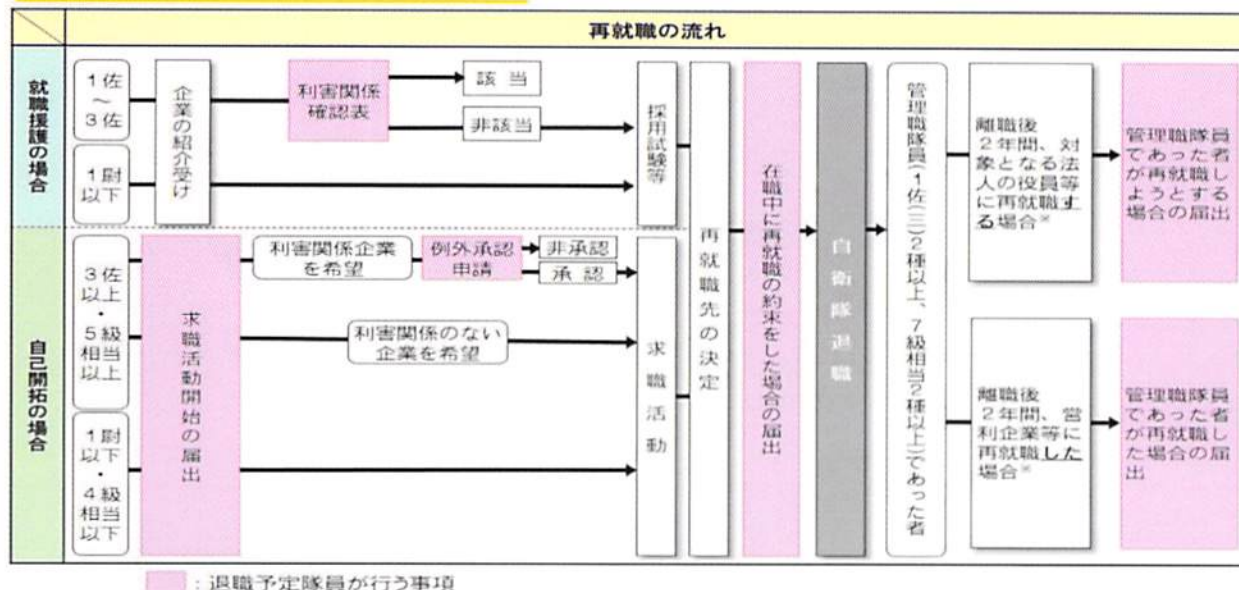 再就職の流れ
就職援護の場合
1佐
～
3佐
1尉
以下
企業の紹介受け
利害関係
確認表
該当
非該当
採用試験等
自己開拓の場合
3佐
以上
・
5級
相当
以上
1尉
以下
・
4級
相当
以下
求職活動開始の届出
利害関係企業
を希望
例外承認
申請
非承認
承認
利害関係のない
企業を希望
求職活動
再就職先の決定
在職中に再就職の約束をした場合の届出
自衛隊退職
管理職隊員(1佐(三)2種以上、7級相当2種以上)であった者
離職後
2年間、対
象となる法
人の役員等
に再就職す
る場合※
管理職隊員
であった者
が再就職し
ようとする
場合の届出
離職後
2年間、営
利企業等に
再就職した
場合※
管理職隊員
であった者
が再就職し
た場合の届
出
:退職予定隊員が行う事項